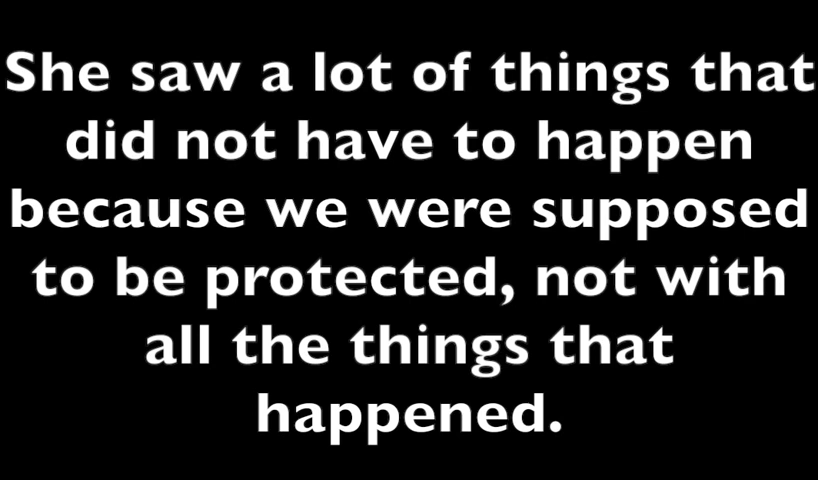 She saw a lot of things that
did not have to happen
because we were supposed
to be protected, not with
all the things that
happened.